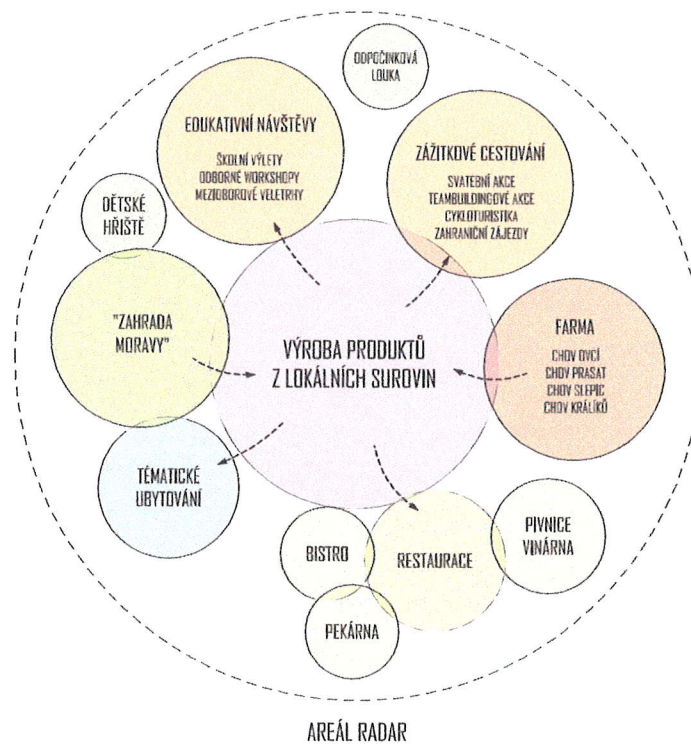 ODPOČINKOVÁ
LOUKA
EDUKATIVNÍ NÁVŠTĚVY
ŠKOLNÍ VÝLETY
ODBORNÉ WORKSHOPY
MEZIOBOROVÉ VELETRHY
ZÁŽITKOVÉ CESTOVÁNÍ
SVATEBNÍ AKCE
TEAMBUILDINGOVÉ AKCE
CYKLOTURISTIKA
ZAHRANIČNÍ ZÁJEZDY
DĚTSKÉ
HŘIŠTĚ
"ZAHRADA
MORAVY"
VÝROBA PRODUKTŮ
Z LOKÁLNÍCH SUROVIN
FARMA
CHOV OVCÍ
CHOV PRASAT
CHOV SLEPIC
CHOV KRÁLÍKŮ
TÉMATICKÉ
UBYTOVÁNÍ
BISTRO
RESTAURACE
PIVNICE
VINÁRNA
PEKÁRNA
AREÁL RADAR